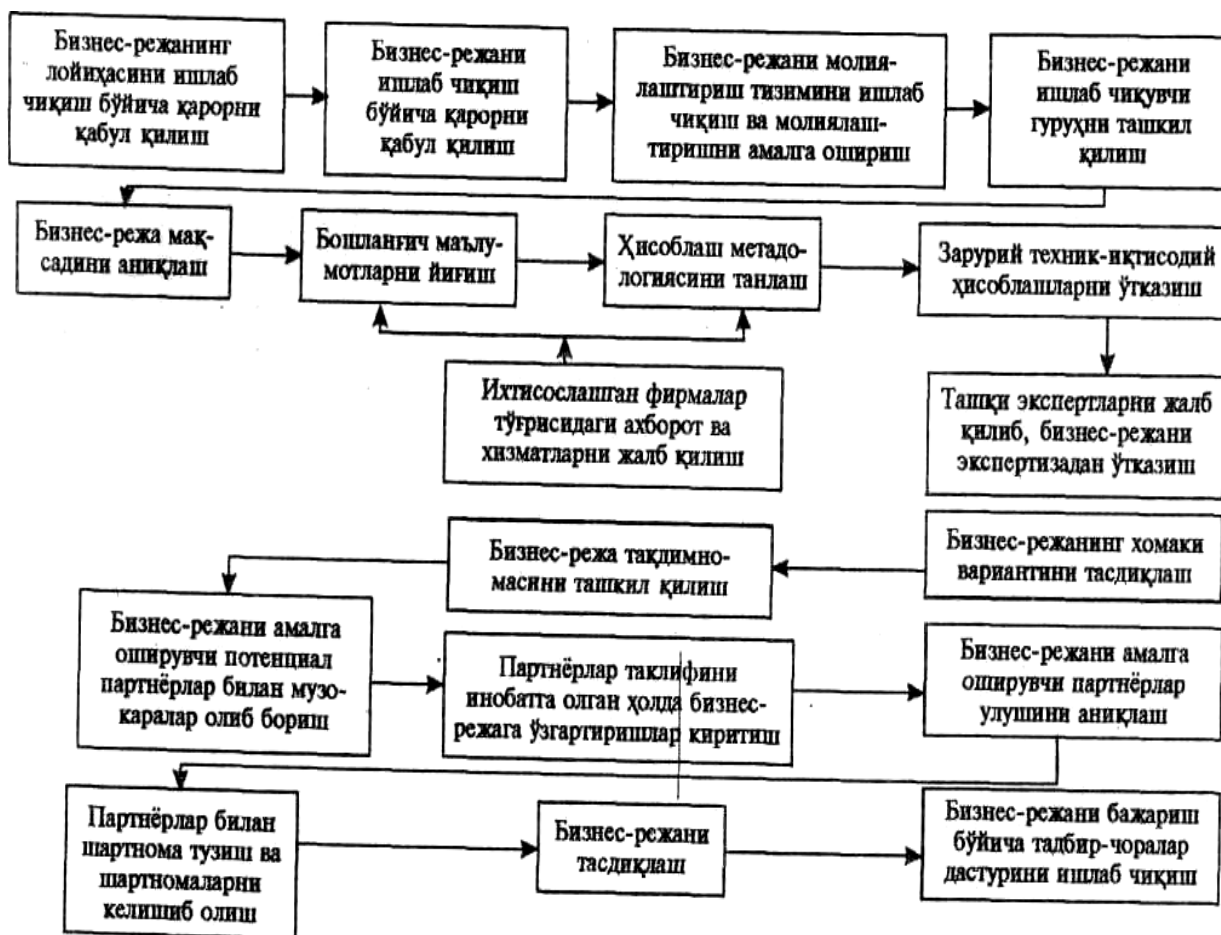 Бизнес-режанинг
лойиҳасини ишлаб
чиқиш бўйича қарорни
қабул қилиш
Бизнес-режани
ишлаб чиқиш
бўйича қарорни
қабул қилиш
Бизнес-режани молия-
лаштириш тизимини ишлаб
чиқиш ва молиялаш-
тиришни амалга ошириш
Бизнес-режани
ишлаб чиқувчи
гуруҳни ташкил
қилиш
Бизнес-режа мақ-
садини аниқлаш
Бошланғич маълу-
мотларни йиғиш
Ҳисоблаш метадо-
логиясини танлаш
Зарурий техник-иқтисодий
ҳисоблашларни ўтказиш
Ихтисослашган фирмалар
тўғрисидаги ахборот ва
хизматларни жалб қилиш
Ташқи экспертларни жалб
қилиб, бизнес-режани
экспертизадан ўтказиш
Бизнес-режа тақдимно-
масини ташкил қилиш
Бизнес-режанинг хомаки
вариантини тасдиқлаш
Бизнес-режани амалга
оширувчи потенциал
партнёрлар билан музо-
каралар олиб бориш
Партнёрлар таклифини
инобатта олган ҳолда бизнес-
режага ўзгартиришлар киритиш
Бизнес-режани амалга
оширувчи партнёрлар
улушини аниқлаш
Партнёрлар билан
шартнома тузиш ва
шартномаларни
келишиб олиш
Бизнес-режани
тасдиқлаш
Бизнес-режани бажариш
бўйича тадбир-чоралар
дастурини ишлаб чиқиш